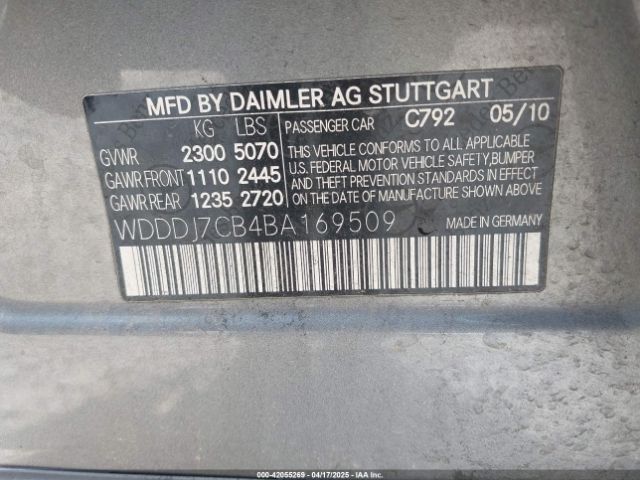 MFD BY DAIMLER AG STUTTGART
KG LBS PASSENGER CAR C792 05/10
GVWR 2300 5070 THIS VEHICLE CONFORMS TO ALL APPLICABLE
U.S. FEDERAL MOTOR VEHICLE SAFETY, BUMPER
GAWR FRONT 1110 2445 AND THEFT PREVENTION STANDARDS IN EFFECT
GAWR REAR 1235 2720 ON THE DATE OF MANUFACTURE SHOWN ABOVE.
WDDDJ7CB4BA169509 MADE IN GERMANY
000-42055269 - 04/17/2025 - IAAI.COM